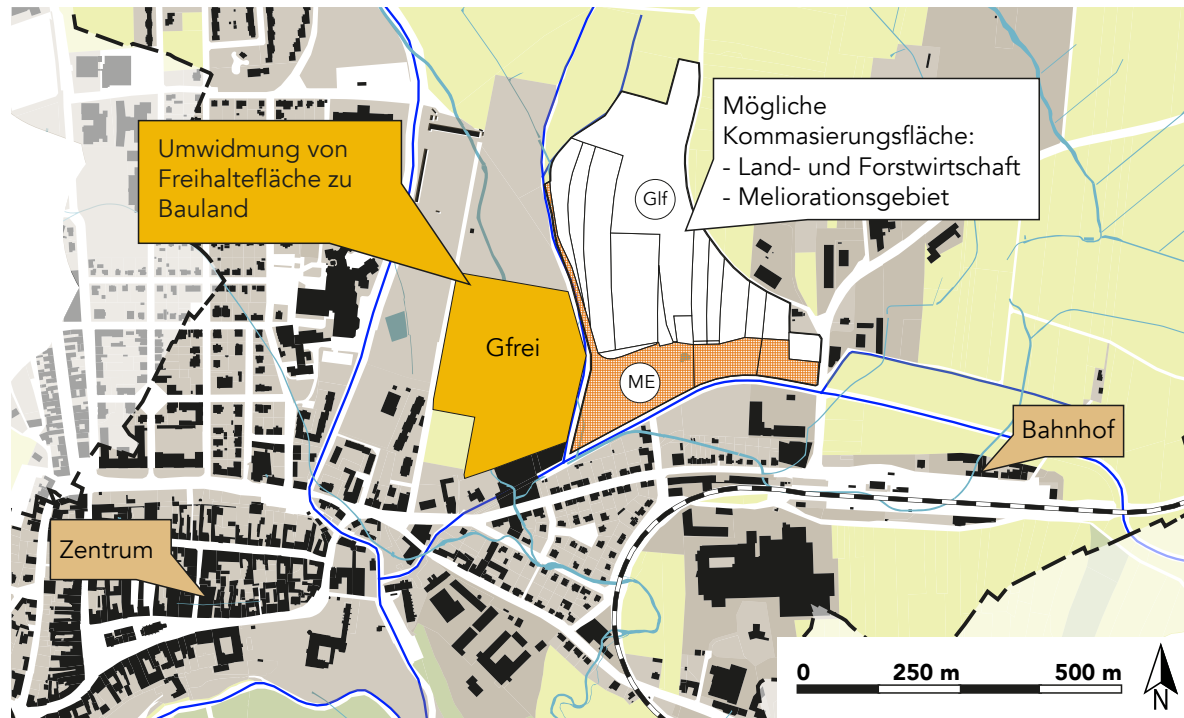 Umwidmung von
Freihaltefläche zu
Bauland
Mögliche
Kommasierungsfläche:
- Land- und Forstwirtschaft
- Meliorationsgebiet
Glf
Gfrei
ME
Bahnhof
Zentrum
0 250 m 500 m
N